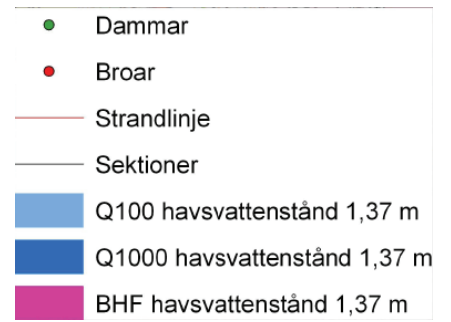 Dammar
Broar
Strandlinje
Sektioner
Q100 havsvattenstånd 1,37 m
Q1000 havsvattenstånd 1,37 m
BHF havsvattenstånd 1,37 m